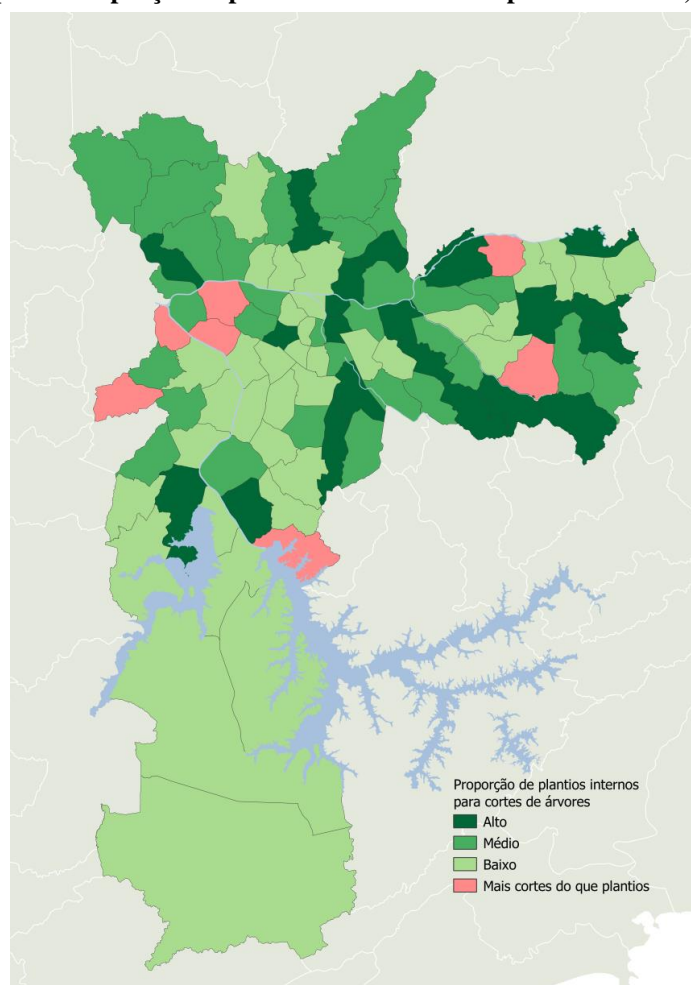 Proporção de plantios internos
para cortes de árvores
Alto
Médio
Baixo
Mais cortes do que plantios